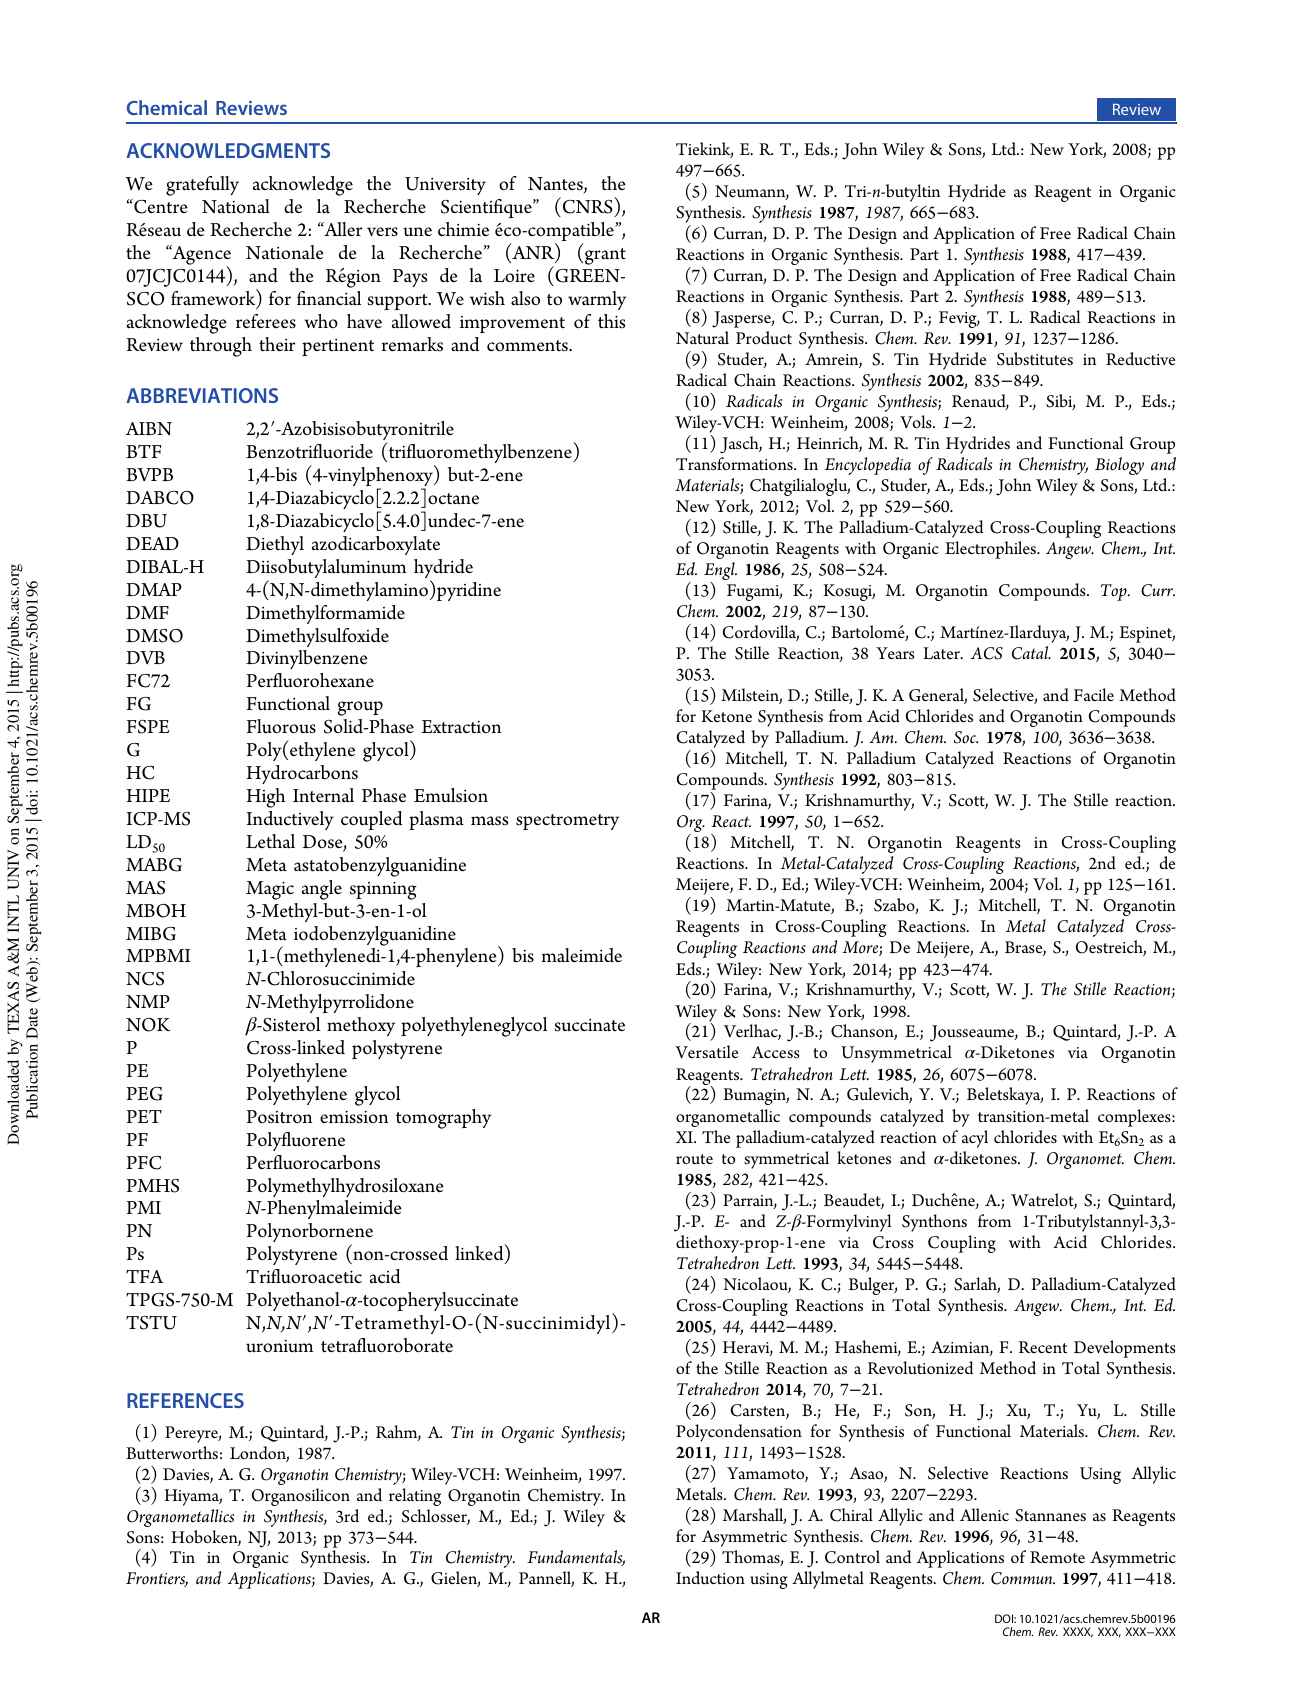 Chemical Reviews
Review
ACKNOWLEDGMENTS
We gratefully acknowledge the University of Nantes, the
“Centre National de la Recherche Scientifique” (CNRS),
Réseau de Recherche 2: “Aller vers une chimie éco-compatible”,
the “Agence Nationale de la Recherche” (ANR) (grant
07JCJC0144), and the Région Pays de la Loire (GREEN-
SCO framework) for financial support. We wish also to warmly
acknowledge referees who have allowed improvement of this
Review through their pertinent remarks and comments.
ABBREVIATIONS
AIBN 2,2′-Azobisisobutyronitrile
BTF Benzotrifluoride (trifluoromethylbenzene)
BVPB 1,4-bis (4-vinylphenoxy) but-2-ene
DABCO 1,4-Diazabicyclo[2.2.2]octane
DBU 1,8-Diazabicyclo[5.4.0]undec-7-ene
DEAD Diethyl azodicarboxylate
DIBAL-H Diisobutylaluminum hydride
DMAP 4-(N,N-dimethylamino)pyridine
DMF Dimethylformamide
DMSO Dimethylsulfoxide
DVB Divinylbenzene
FC72 Perfluorohexane
FG Functional group
FSPE Fluorous Solid-Phase Extraction
G Poly(ethylene glycol)
HC Hydrocarbons
HIPE High Internal Phase Emulsion
ICP-MS Inductively coupled plasma mass spectrometry
LD50 Lethal Dose, 50%
MABG Meta astatobenzylguanidine
MAS Magic angle spinning
MBOH 3-Methyl-but-3-en-1-ol
MIBG Meta iodobenzylguanidine
MPBMI 1,1-(methylenedi-1,4-phenylene) bis maleimide
NCS N-Chlorosuccinimide
NMP N-Methylpyrrolidone
NOK β-Sisterol methoxy polyethyleneglycol succinate
P Cross-linked polystyrene
PE Polyethylene
PEG Polyethylene glycol
PET Positron emission tomography
PF Polyfluorene
PFC Perfluorocarbons
PMHS Polymethylhydrosiloxane
PMI N-Phenylmaleimide
PN Polynorbornene
Ps Polystyrene (non-crossed linked)
TFA Trifluoroacetic acid
TPGS-750-M Polyethanol-α-tocopherylsuccinate
TSTU N,N,N′,N′-Tetramethyl-O-(N-succinimidyl)-
uronium tetrafluoroborate
REFERENCES
(1) Pereyre, M.; Quintard, J.-P.; Rahm, A. Tin in Organic Synthesis;
Butterworths: London, 1987.
(2) Davies, A. G. Organotin Chemistry; Wiley-VCH: Weinheim, 1997.
(3) Hiyama, T. Organosilicon and relating Organotin Chemistry. In
Organometallics in Synthesis, 3rd ed.; Schlosser, M., Ed.; J. Wiley &
Sons: Hoboken, NJ, 2013; pp 373−544.
(4) Tin in Organic Synthesis. In Tin Chemistry. Fundamentals,
Frontiers, and Applications; Davies, A. G., Gielen, M., Pannell, K. H.,
Tiekink, E. R. T., Eds.; John Wiley & Sons, Ltd.: New York, 2008; pp
497−665.
(5) Neumann, W. P. Tri-n-butyltin Hydride as Reagent in Organic
Synthesis. Synthesis 1987, 1987, 665−683.
(6) Curran, D. P. The Design and Application of Free Radical Chain
Reactions in Organic Synthesis. Part 1. Synthesis 1988, 417−439.
(7) Curran, D. P. The Design and Application of Free Radical Chain
Reactions in Organic Synthesis. Part 2. Synthesis 1988, 489−513.
(8) Jasperse, C. P.; Curran, D. P.; Fevig, T. L. Radical Reactions in
Natural Product Synthesis. Chem. Rev. 1991, 91, 1237−1286.
(9) Studer, A.; Amrein, S. Tin Hydride Substitutes in Reductive
Radical Chain Reactions. Synthesis 2002, 835−849.
(10) Radicals in Organic Synthesis; Renaud, P., Sibi, M. P., Eds.;
Wiley-VCH: Weinheim, 2008; Vols. 1−2.
(11) Jasch, H.; Heinrich, M. R. Tin Hydrides and Functional Group
Transformations. In Encyclopedia of Radicals in Chemistry, Biology and
Materials; Chatgilialoglu, C., Studer, A., Eds.; John Wiley & Sons, Ltd.:
New York, 2012; Vol. 2, pp 529−560.
(12) Stille, J. K. The Palladium-Catalyzed Cross-Coupling Reactions
of Organotin Reagents with Organic Electrophiles. Angew. Chem., Int.
Ed. Engl. 1986, 25, 508−524.
(13) Fugami, K.; Kosugi, M. Organotin Compounds. Top. Curr.
Chem. 2002, 219, 87−130.
(14) Cordovilla, C.; Bartolomé, C.; Martínez-Ilarduya, J. M.; Espinet,
P. The Stille Reaction, 38 Years Later. ACS Catal. 2015, 5, 3040−
3053.
(15) Milstein, D.; Stille, J. K. A General, Selective, and Facile Method
for Ketone Synthesis from Acid Chlorides and Organotin Compounds
Catalyzed by Palladium. J. Am. Chem. Soc. 1978, 100, 3636−3638.
(16) Mitchell, T. N. Palladium Catalyzed Reactions of Organotin
Compounds. Synthesis 1992, 803−815.
(17) Farina, V.; Krishnamurthy, V.; Scott, W. J. The Stille reaction.
Org. React. 1997, 50, 1−652.
(18) Mitchell, T. N. Organotin Reagents in Cross-Coupling
Reactions. In Metal-Catalyzed Cross-Coupling Reactions, 2nd ed.; de
Meijere, F. D., Ed.; Wiley-VCH: Weinheim, 2004; Vol. 1, pp 125−161.
(19) Martin-Matute, B.; Szabo, K. J.; Mitchell, T. N. Organotin
Reagents in Cross-Coupling Reactions. In Metal Catalyzed Cross-
Coupling Reactions and More; De Meijere, A., Brase, S., Oestreich, M.,
Eds.; Wiley: New York, 2014; pp 423−474.
(20) Farina, V.; Krishnamurthy, V.; Scott, W. J. The Stille Reaction;
Wiley & Sons: New York, 1998.
(21) Verlhac, J.-B.; Chanson, E.; Jousseaume, B.; Quintard, J.-P. A
Versatile Access to Unsymmetrical α-Diketones via Organotin
Reagents. Tetrahedron Lett. 1985, 26, 6075−6078.
(22) Bumagin, N. A.; Gulevich, Y. V.; Beletskaya, I. P. Reactions of
organometallic compounds catalyzed by transition-metal complexes:
XI. The palladium-catalyzed reaction of acyl chlorides with Et6Sn2 as a
route to symmetrical ketones and α-diketones. J. Organomet. Chem.
1985, 282, 421−425.
(23) Parrain, J.-L.; Beaudet, I.; Duchêne, A.; Watrelot, S.; Quintard,
J.-P. E- and Z-β-Formylvinyl Synthons from 1-Tributylstannyl-3,3-
diethoxy-prop-1-ene via Cross Coupling with Acid Chlorides.
Tetrahedron Lett. 1993, 34, 5445−5448.
(24) Nicolaou, K. C.; Bulger, P. G.; Sarlah, D. Palladium-Catalyzed
Cross-Coupling Reactions in Total Synthesis. Angew. Chem., Int. Ed.
2005, 44, 4442−4489.
(25) Heravi, M. M.; Hashemi, E.; Azimian, F. Recent Developments
of the Stille Reaction as a Revolutionized Method in Total Synthesis.
Tetrahedron 2014, 70, 7−21.
(26) Carsten, B.; He, F.; Son, H. J.; Xu, T.; Yu, L. Stille
Polycondensation for Synthesis of Functional Materials. Chem. Rev.
2011, 111, 1493−1528.
(27) Yamamoto, Y.; Asao, N. Selective Reactions Using Allylic
Metals. Chem. Rev. 1993, 93, 2207−2293.
(28) Marshall, J. A. Chiral Allylic and Allenic Stannanes as Reagents
for Asymmetric Synthesis. Chem. Rev. 1996, 96, 31−48.
(29) Thomas, E. J. Control and Applications of Remote Asymmetric
Induction using Allylmetal Reagents. Chem. Commun. 1997, 411−418.
AR
DOI: 10.1021/acs.chemrev.5b00196
Chem. Rev. XXXX, XXX, XXX−XXX
Downloaded by TEXAS A&M INTL UNIV on September 4, 2015 | http://pubs.acs.org
Publication Date (Web): September 3, 2015 | doi: 10.1021/acs.chemrev.5b00196